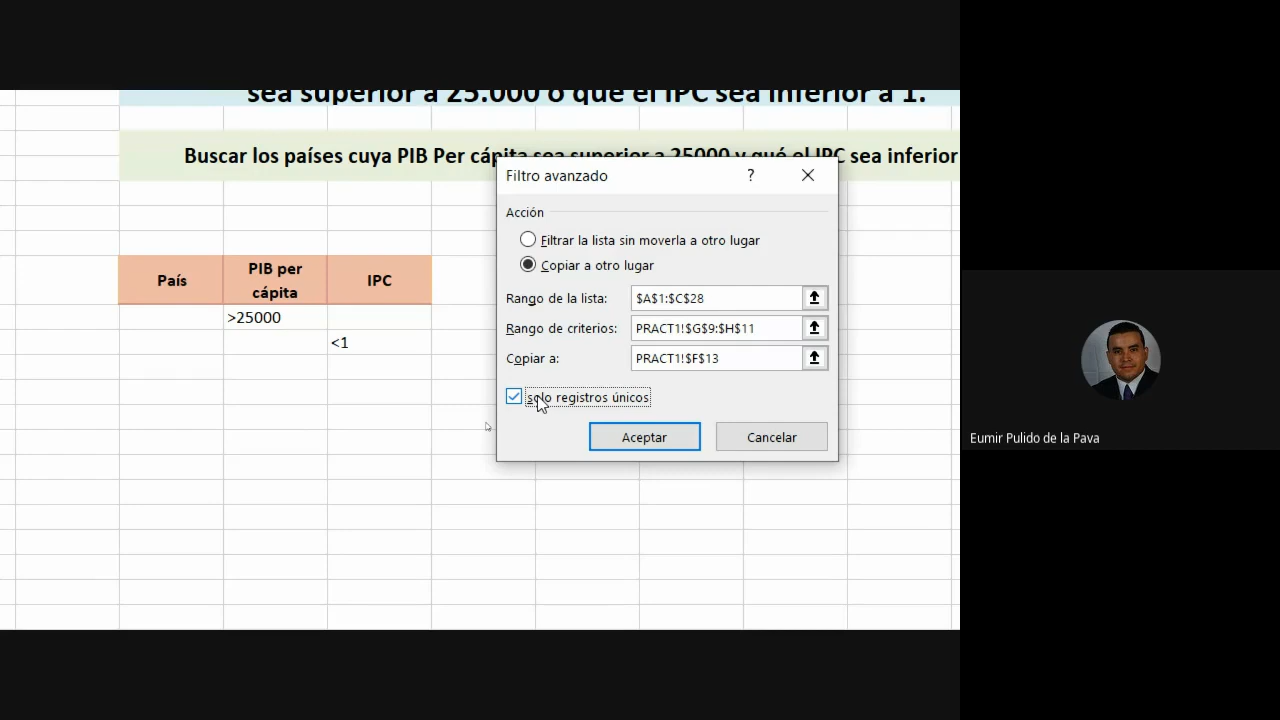 sea superior a 25.000 o que el IPC sea inferior a 1.
Buscar los países cuya PIB Per cápita sea superior a 25000 y qué el IPC sea inferior
Filtro avanzado
?
Acción
Filtrar la lista sin moverla a otro lugar
Copiar a otro lugar
Rango de la lista: $A$1:$C$28
Rango de criterios: PRACT1!$G$9:$H$11
Copiar a: PRACT1!$F$13
solo registros únicos
Aceptar Cancelar
País PIB per cápita IPC
>25000
<1
Eumir Pulido de la Pava